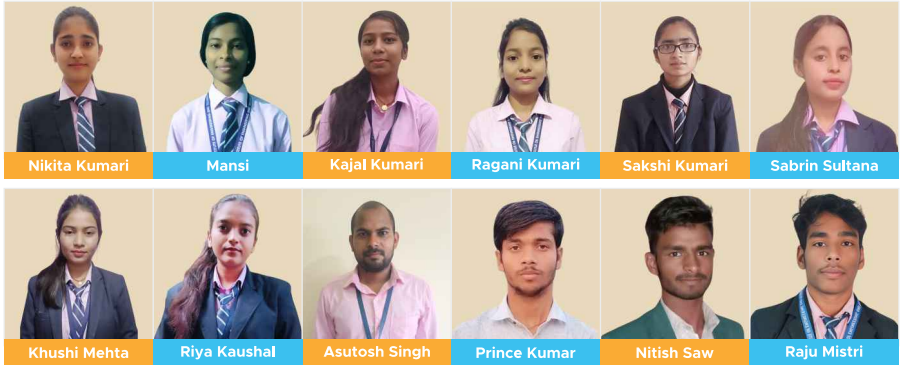 Nikita Kumari
Mansi
Kajal Kumari
Ragani Kumari
Sakshi Kumari
Sabrin Sultana
Khushi Mehta
Riya Kaushal
Asutosh Singh
Prince Kumar
Nitish Saw
Raju Mistri